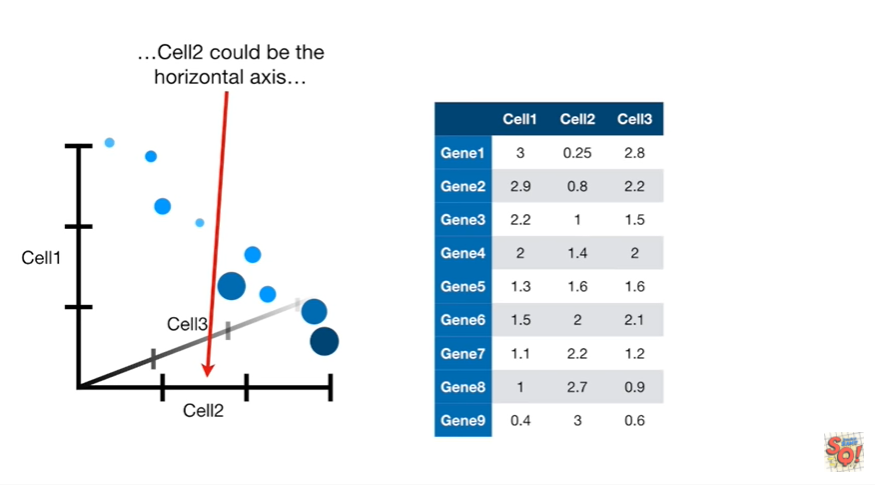 ...Cell2 could be the
horizontal axis...
Cell1
Cell3
Cell2
Cell1 Cell2 Cell3
Gene1 3 0.25 2.8
Gene2 2.9 0.8 2.2
Gene3 2.2 1 1.5
Gene4 2 1.4 2
Gene5 1.3 1.6 1.6
Gene6 1.5 2 2.1
Gene7 1.1 2.2 1.2
Gene8 1 2.7 0.9
Gene9 0.4 3 0.6
SQ!